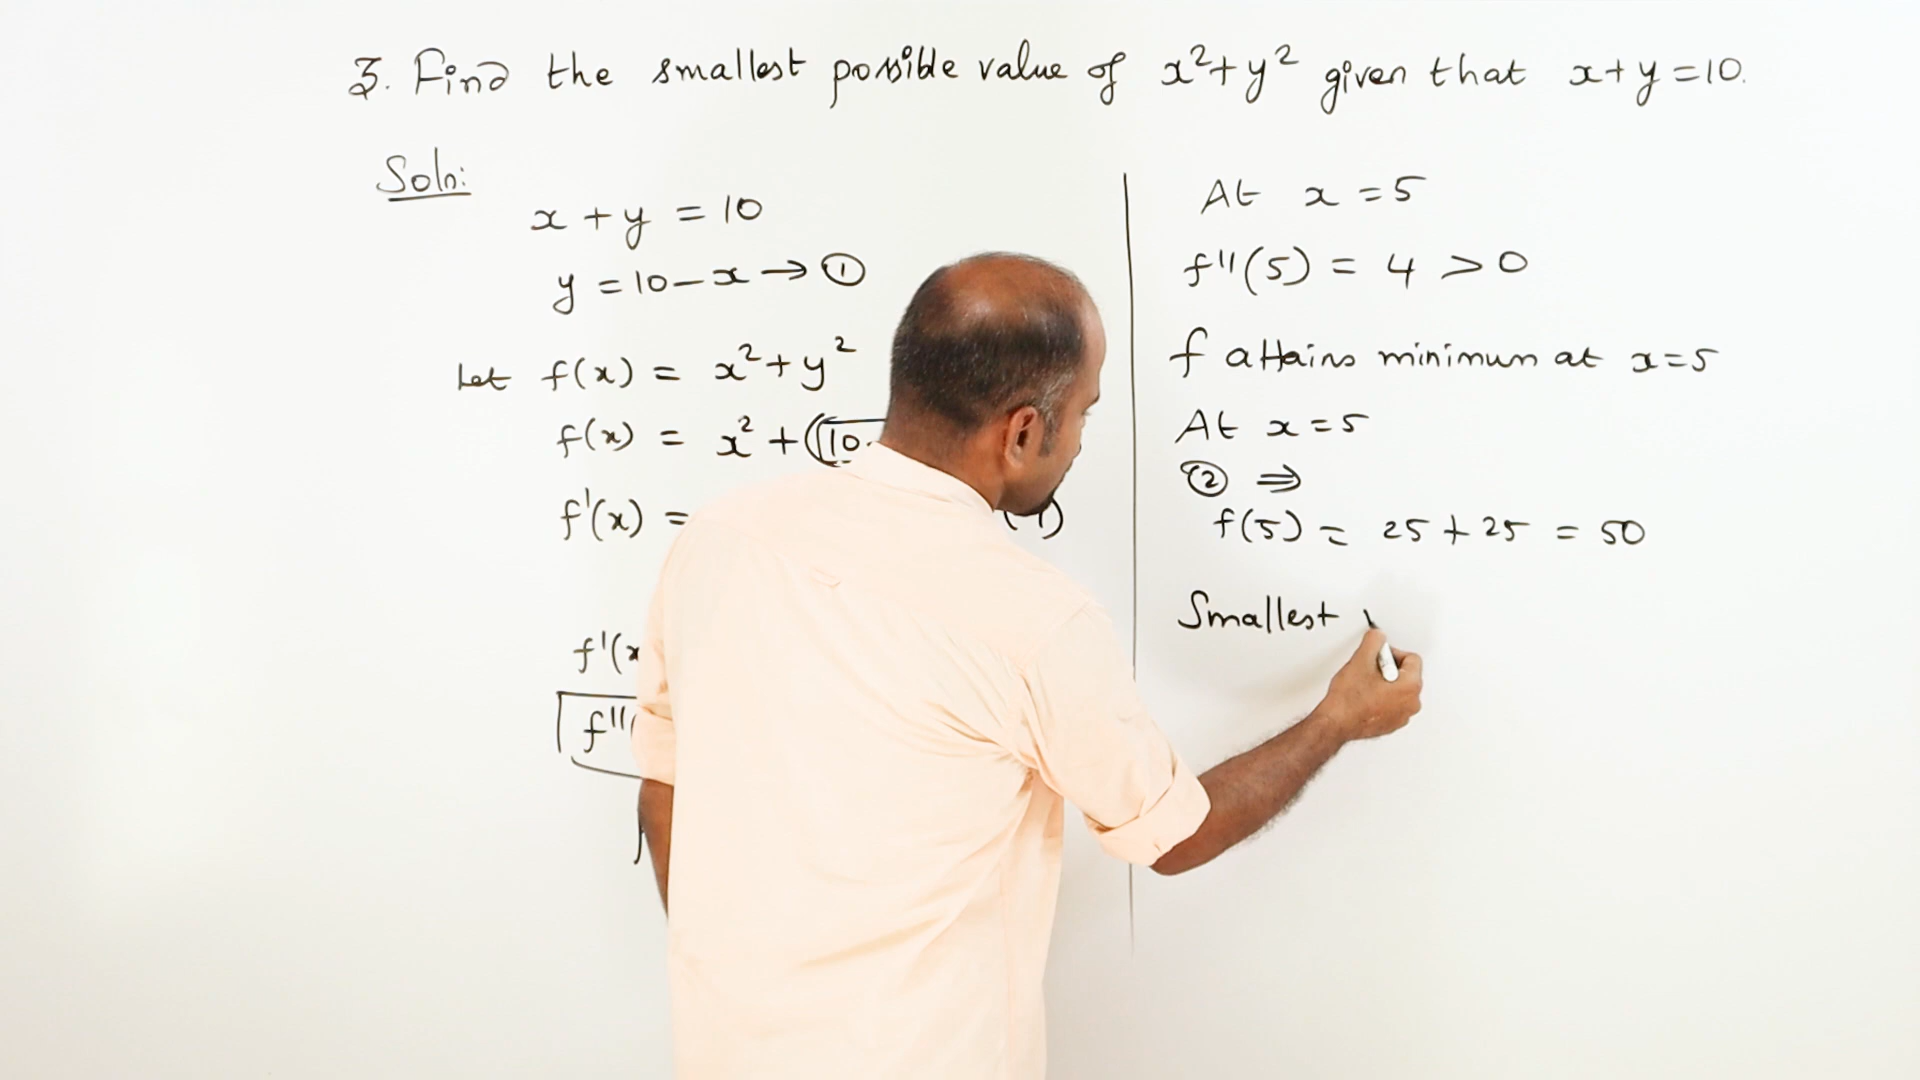 3. Find the smallest possible value of x²+y² given that x+y=10.
Soln:
x + y = 10
y = 10 − x → ①
Let f(x) = x² + y²
f(x) = x² + (10
f'(x) =
f'(x
f''(
At x = 5
f''(5) = 4 > 0
f attains minimum at x=5
At x = 5
② ⇒
f(5) = 25 + 25 = 50
Smallest